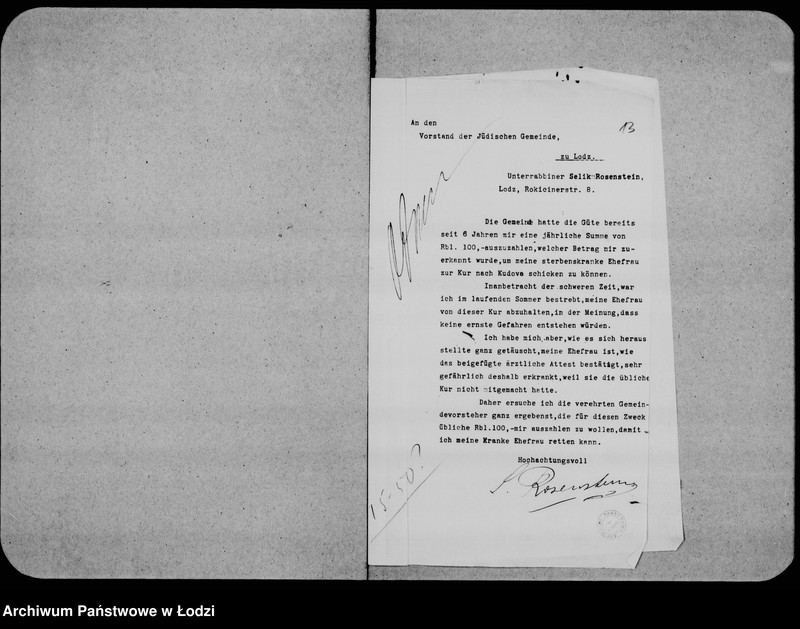 An den
Vorstand der Jüdischen Gemeinde,
13
zu Lodz.
Unterrabbiner Selik Rosenstein,
Lodz, Rokicinerstr. 8.
Die Gemeinde hatte die Güte bereits
seit 6 Jahren mir eine jährliche Summe von
Rbl. 100,-auszuzahlen,welcher Betrag mir zu-
erkannt wurde,um meine sterbenskranke Ehefrau
zur Kur nach Kudova schicken zu können.
Inanbetracht der schweren Zeit,war
ich im laufenden Sommer bestrebt,meine Ehefrau
von dieser Kur abzuhalten,in der Meinung,dass
keine ernste Gefahren entstehen würden.
Ich habe mich,aber,wie es sich heraus
stellte ganz getäuscht,meine Ehefrau ist,wie
das beigefügte ärztliche Attest bestätigt,sehr
gefährlich deshalb erkrankt,weil sie die übliche
Kur nicht mitgemacht hatte.
Daher ersuche ich die verehrten Gemein-
devorsteher ganz ergebenst,die für diesen Zweck
übliche Rbl.100,-mir auszahlen zu wollen,damit
ich meine Kranke Ehefrau retten kann.
Hochachtungsvoll
S. Rosenstein
15-50?
Archiwum Państwowe w Łodzi